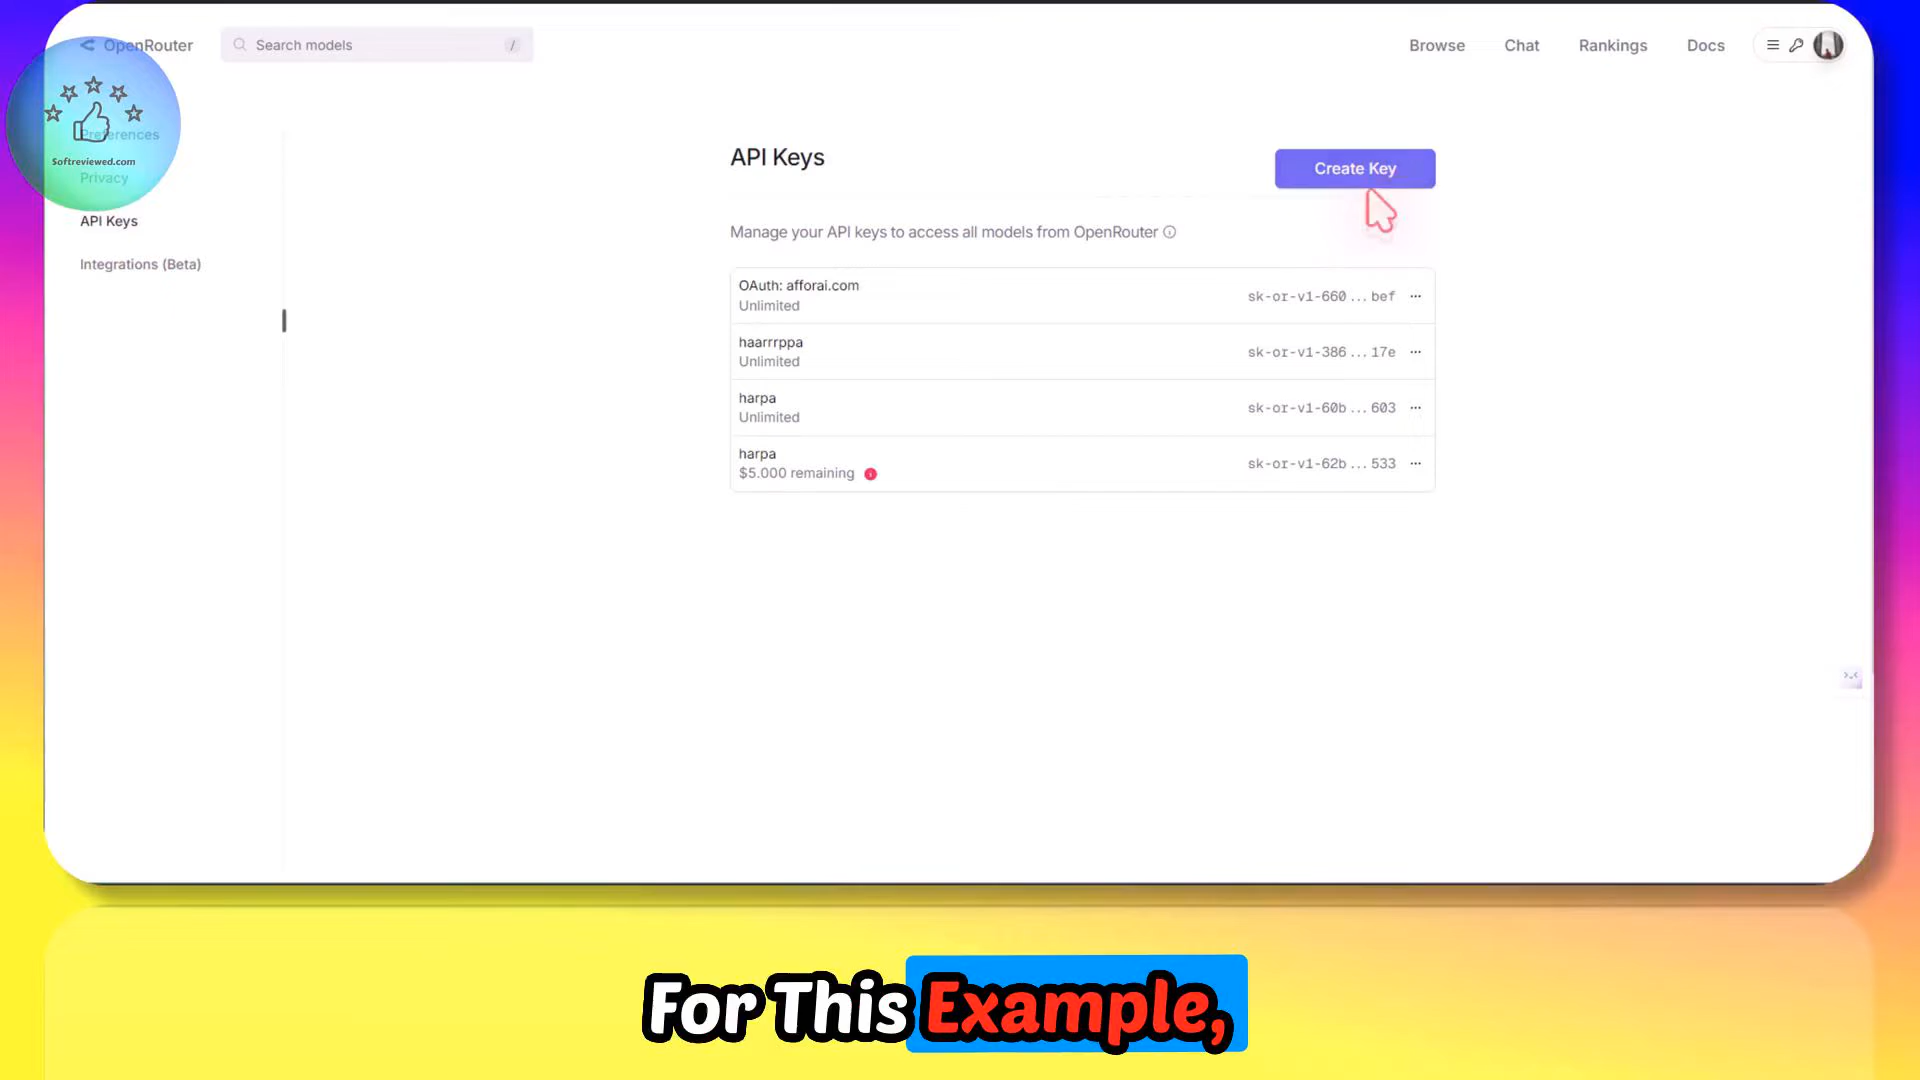 OpenRouter
Search models
/
Browse
Chat
Rankings
Docs
Softreviewed.com
Preferences
Privacy
API Keys
Integrations (Beta)
API Keys
Create Key
Manage your API keys to access all models from OpenRouter
OAuth: afforai.com
Unlimited
sk-or-v1-660...bef
haarrrppa
Unlimited
sk-or-v1-386...17e
harpa
Unlimited
sk-or-v1-60b...603
harpa
$5.000 remaining
sk-or-v1-62b...533
For This Example,